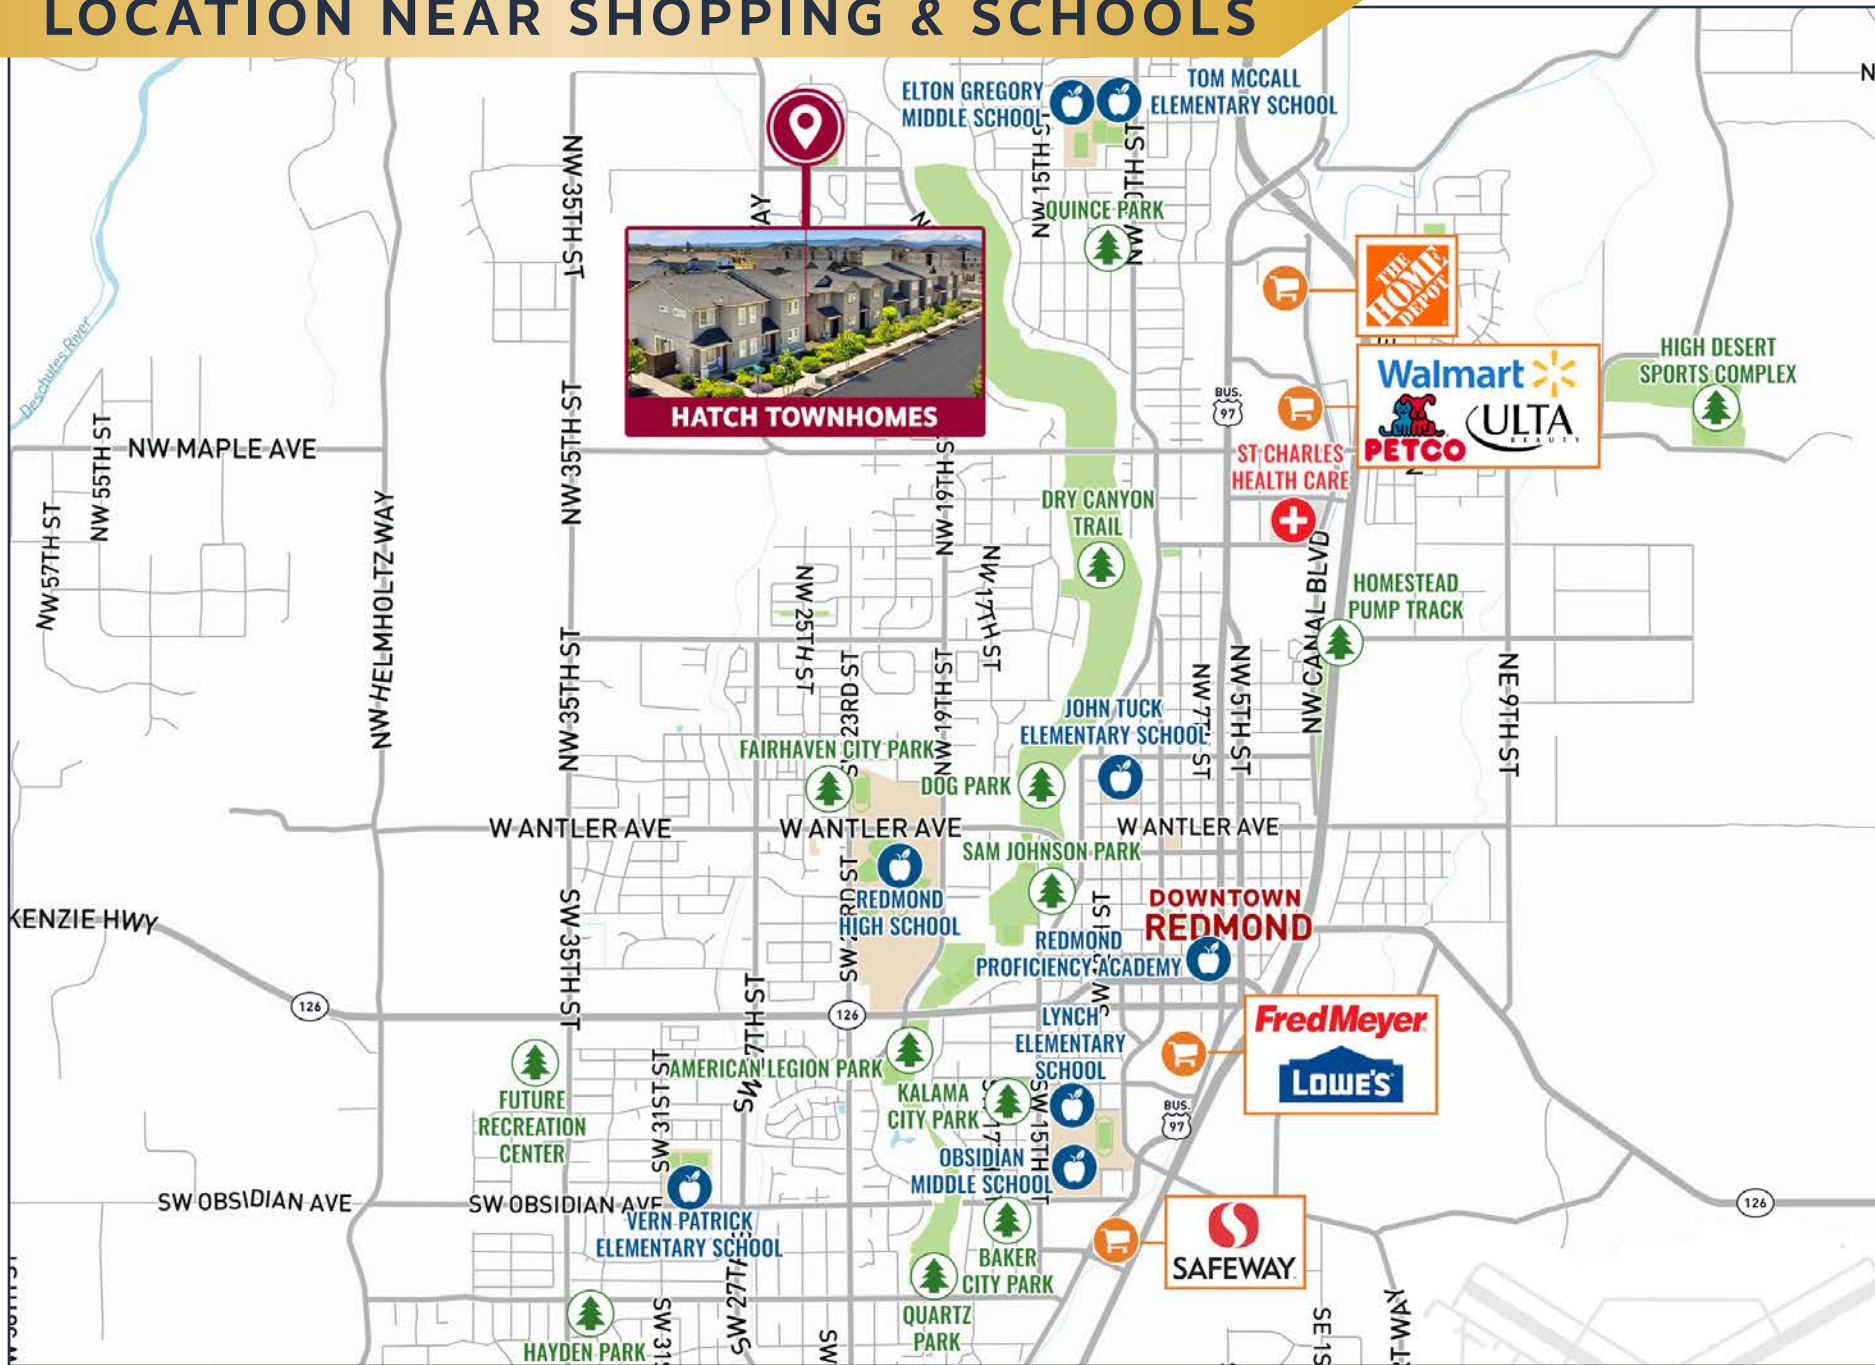 LOCATION NEAR SHOPPING & SCHOOLS
ELTON GREGORY
MIDDLE SCHOOL
TOM MCCALL
ELEMENTARY SCHOOL
NW 35TH ST
NW 15TH ST
QUINCE PARK
THE
HOME
DEPOT
HATCH TOWNHOMES
Walmart
PETCO
ULTA
BEAUTY
HIGH DESERT
SPORTS COMPLEX
BUS.
97
Deschutes River
NW 35TH ST
NW MAPLE AVE
NW 55TH ST
NW 57TH ST
NW HELMHOLTZ WAY
NW 19TH ST
ST CHARLES
HEALTH CARE
DRY CANYON
TRAIL
NW 17TH ST
NW 25TH ST
NW CANAL BLVD
HOMESTEAD
PUMP TRACK
NW 35TH ST
23RD ST
NW 19TH ST
NW 7TH ST
NW 5TH ST
NE 9TH ST
JOHN TUCK
ELEMENTARY SCHOOL
FAIRHAVEN CITY PARK
DOG PARK
W ANTLER AVE
W ANTLER AVE
W ANTLER AVE
SAM JOHNSON PARK
REDMOND
HIGH SCHOOL
DOWNTOWN
REDMOND
REDMOND
PROFICIENCY ACADEMY
KENZIE HWY
SW 35TH ST
126
126
LYNCH
ELEMENTARY
SCHOOL
FredMeyer
LOWE'S
AMERICAN LEGION PARK
FUTURE
RECREATION
CENTER
SW 31ST ST
KALAMA
CITY PARK
SW 15TH ST
BUS.
97
OBSIDIAN
MIDDLE SCHOOL
SW OBSIDIAN AVE
SW OBSIDIAN AVE
VERN PATRICK
ELEMENTARY SCHOOL
126
SAFEWAY
BAKER
CITY PARK
SW 27TH
QUARTZ
PARK
HAYDEN PARK
SW